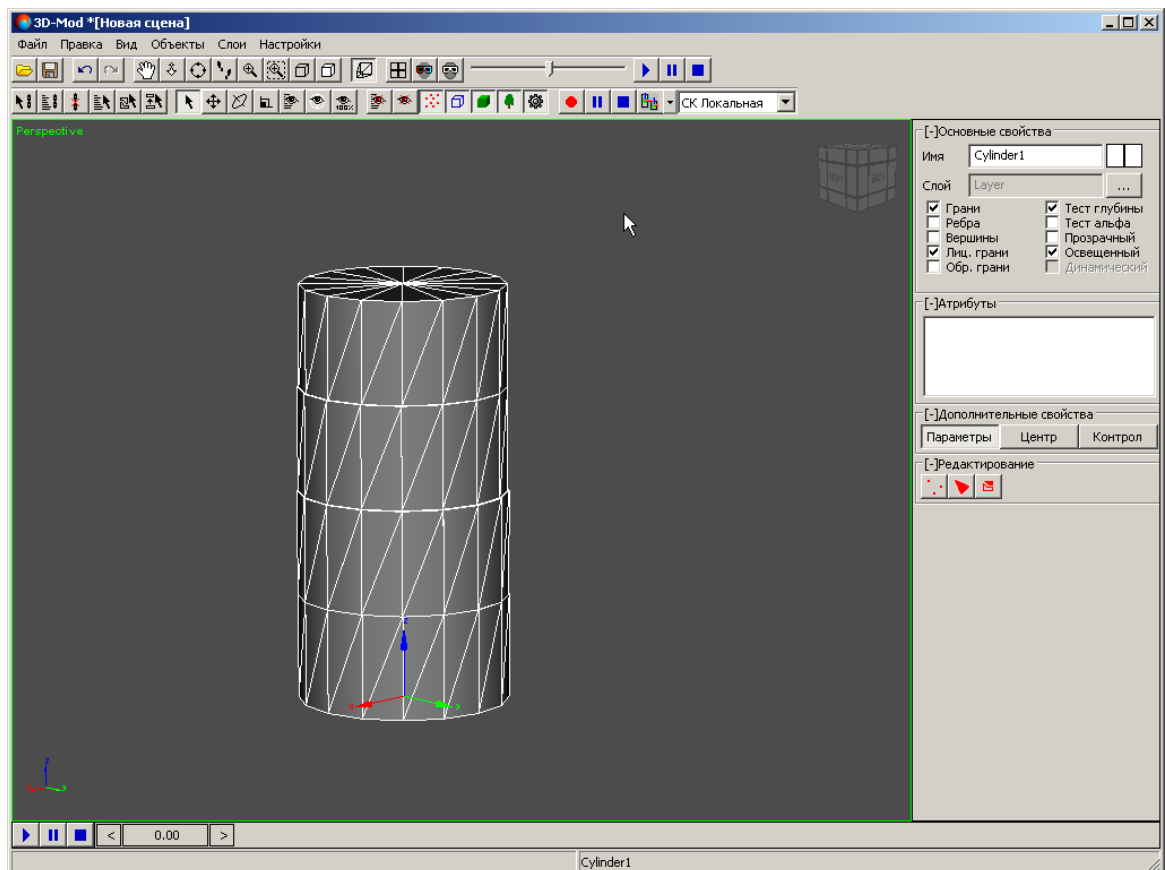 3D-Mod *[Новая сцена]
Файл Правка Вид Объекты Слои Настройки
100%
СК Локальная
Perspective
[-]Основные свойства
Имя Cylinder1
Слой Layer ...
Грани Тест глубины
Ребра Тест альфа
Вершины Прозрачный
Лиц. грани Освещенный
Обр. грани Динамический
[-]Атрибуты
[-]Дополнительные свойства
Параметры Центр Контрол
[-]Редактирование
z
x y
z
< 0.00 >
Cylinder1